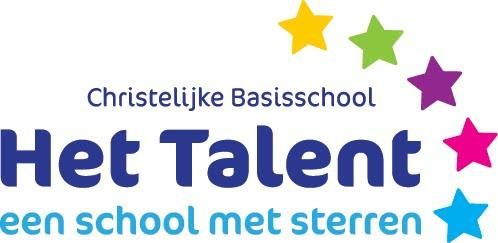 Christelijke Basisschool
Het Talent
een school met sterren